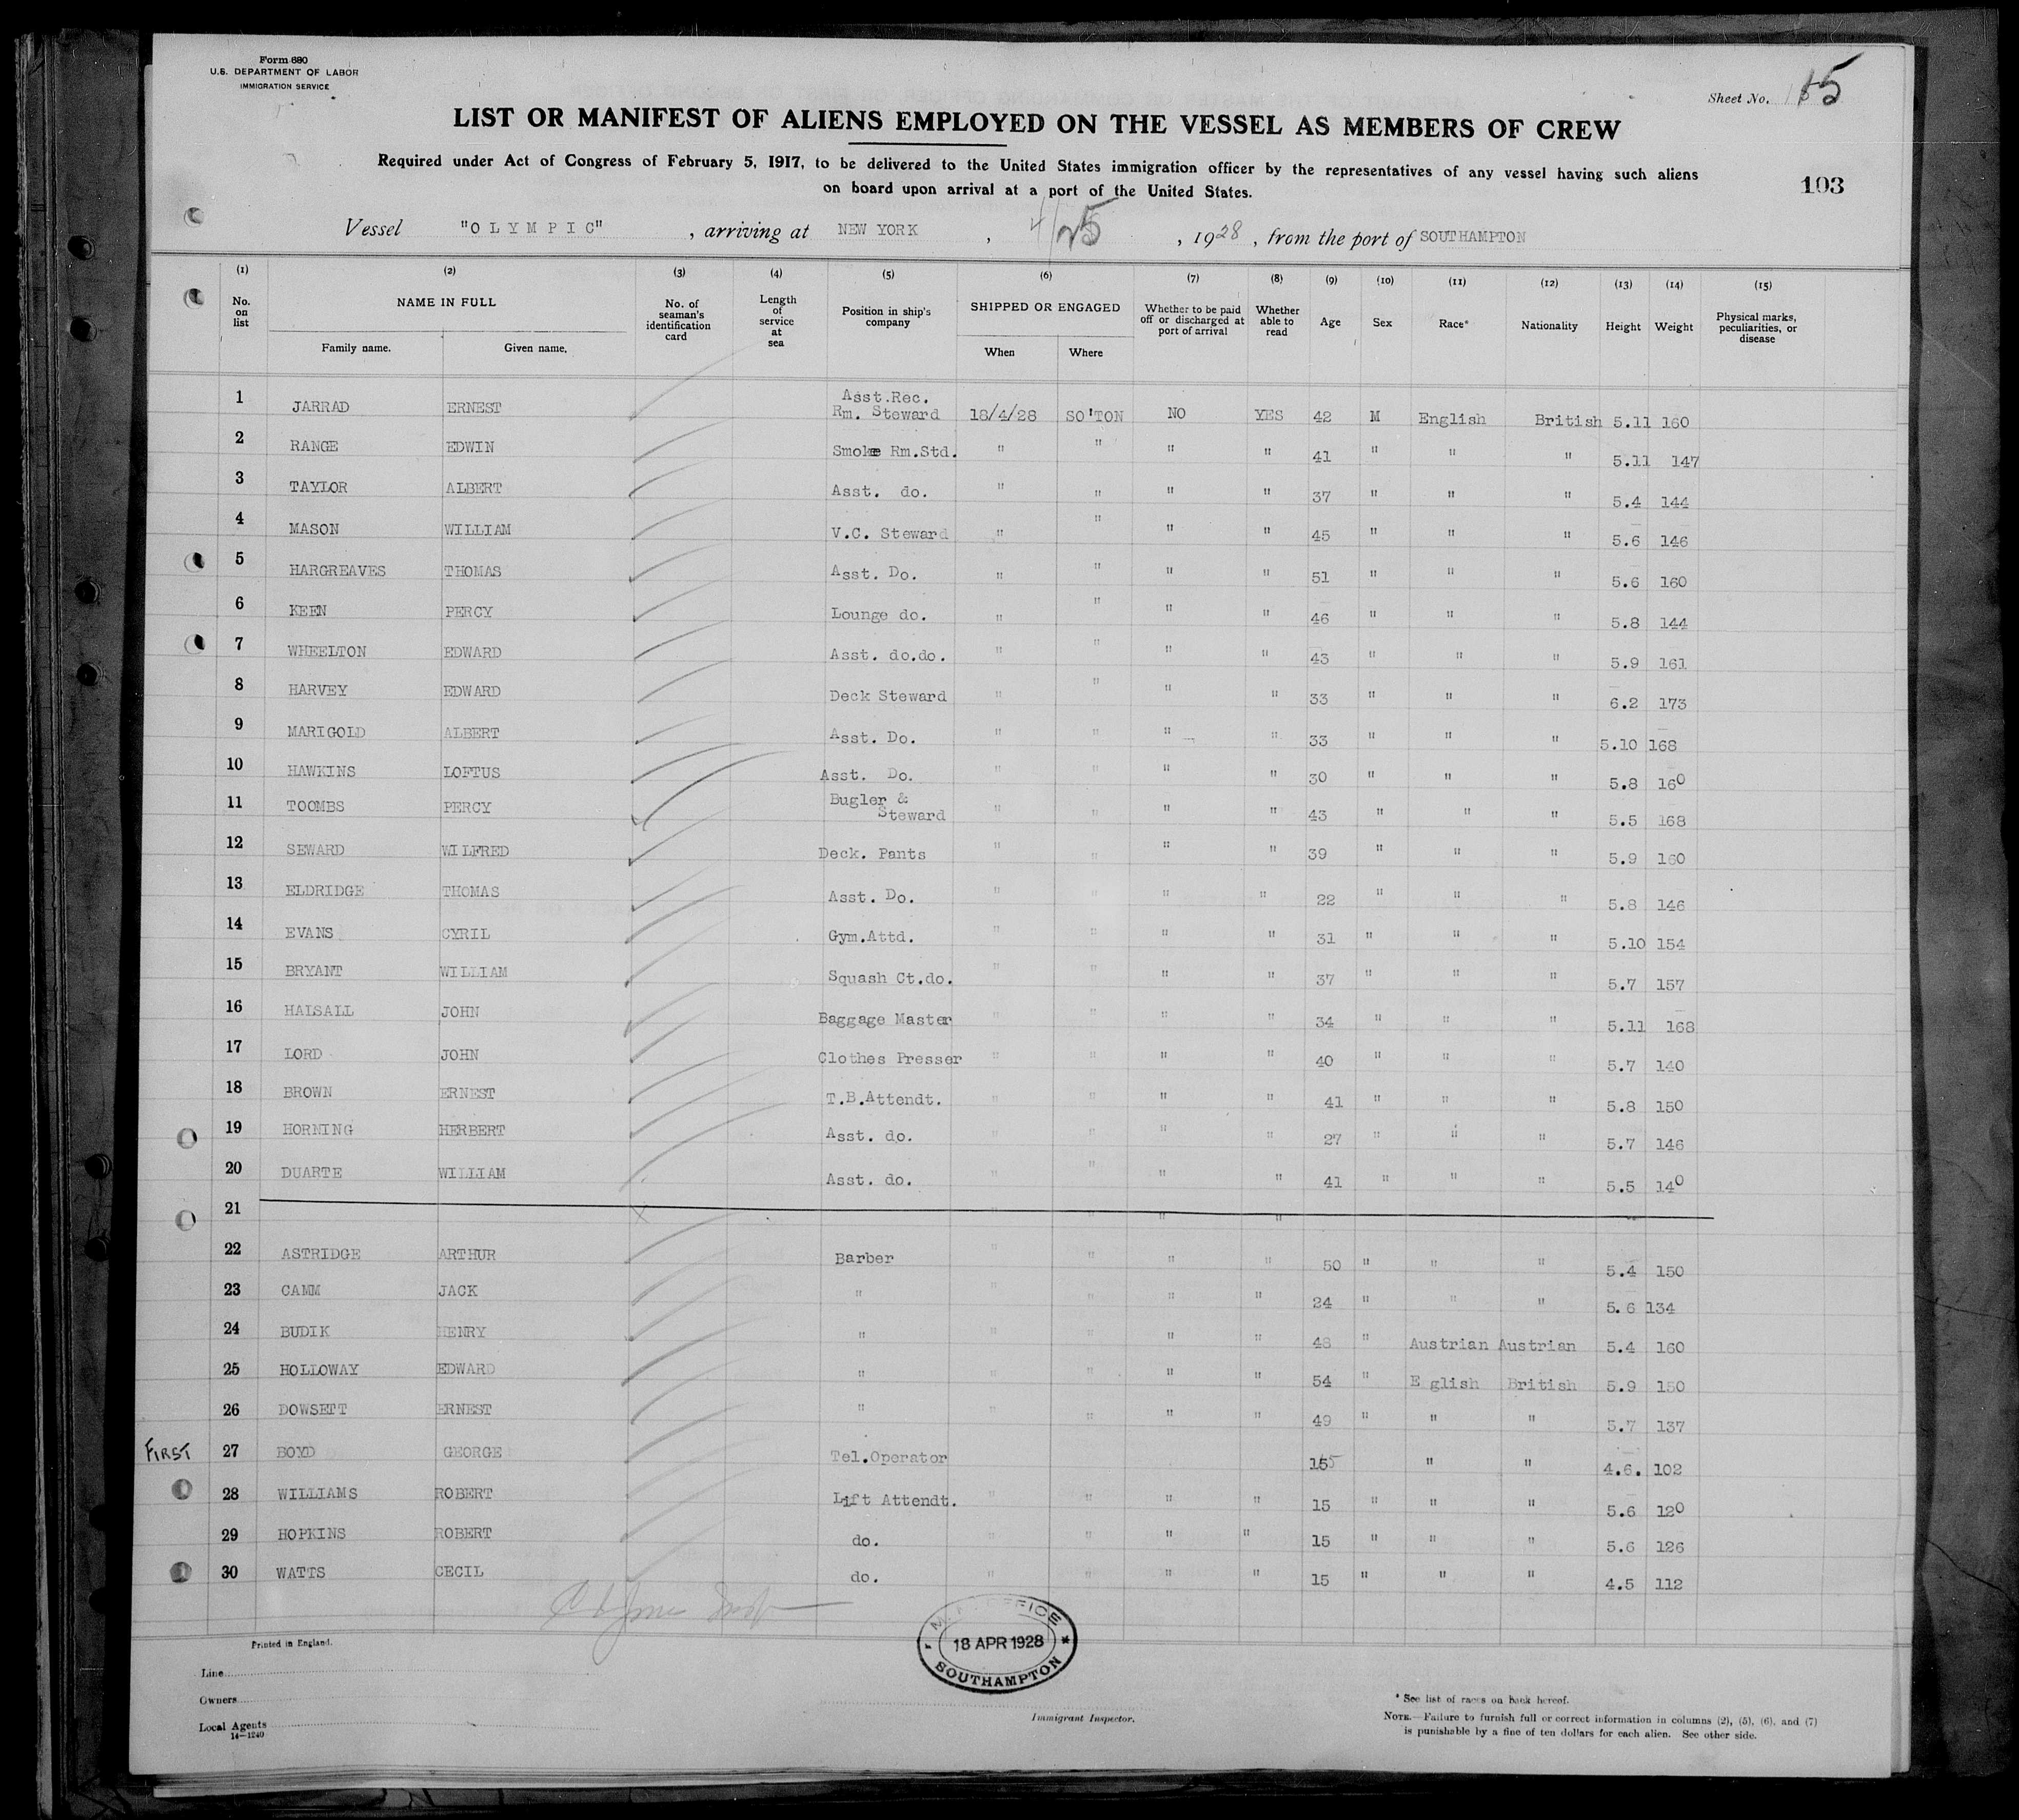 Form 680
U.S. DEPARTMENT OF LABOR
IMMIGRATION SERVICE
Sheet No. 15
LIST OR MANIFEST OF ALIENS EMPLOYED ON THE VESSEL AS MEMBERS OF CREW
Required under Act of Congress of February 5, 1917, to be delivered to the United States immigration officer by the representatives of any vessel having such aliens
on board upon arrival at a port of the United States.
103
Vessel "OLYMPIC" , arriving at NEW YORK , 4/25 , 1928 , from the port of SOUTHAMPTON
(1) (2) (3) (4) (5) (6) (7) (8) (9) (10) (11) (12) (13) (14) (15)
No. on list NAME IN FULL Family name. Given name. No. of seaman's identification card Length of service at sea Position in ship's company SHIPPED OR ENGAGED When Where Whether to be paid off or discharged at port of arrival Whether able to read Age Sex Race* Nationality Height Weight Physical marks, peculiarities, or disease
1 JARRAD ERNEST Asst.Rec. Rm. Steward 18/4/28 SO'TON NO YES 42 M English British 5.11 160
2 RANGE EDWIN Smoke Rm.Std. " " " " 41 " " " 5.11 147
3 TAYLOR ALBERT Asst. do. " " " " 37 " " " 5.4 144
4 MASON WILLIAM V.C. Steward " " " " 45 " " " 5.6 146
5 HARGREAVES THOMAS Asst. Do. " " " " 51 " " " 5.6 160
6 KEEN PERCY Lounge do. " " " " 46 " " " 5.8 144
7 WHEELTON EDWARD Asst. do.do. " " " " 43 " " " 5.9 161
8 HARVEY EDWARD Deck Steward " " " " 33 " " " 6.2 173
9 MARIGOLD ALBERT Asst. Do. " " " " 33 " " " 5.10 168
10 HAWKINS LOFTUS Asst. Do. " " " " 30 " " " 5.8 160
11 TOOMBS PERCY Bugler & Steward " " " " 43 " " " 5.5 168
12 SEWARD WILFRED Deck. Pants " " " " 39 " " " 5.9 160
13 ELDRIDGE THOMAS Asst. Do. " " " " 22 " " " 5.8 146
14 EVANS CYRIL Gym.Attd. " " " " 31 " " " 5.10 154
15 BRYANT WILLIAM Squash Ct.do. " " " " 37 " " " 5.7 157
16 HALSALL JOHN Baggage Master " " " " 34 " " " 5.11 168
17 LORD JOHN Clothes Presser " " " " 40 " " " 5.7 140
18 BROWN ERNEST T.B.Attendt. " " " " 41 " " " 5.8 150
19 HORNING HERBERT Asst. do. " " " " 27 " " " 5.7 146
20 DUARTE WILLIAM Asst. do. " " " " 41 " " " 5.5 140
21 " " " "
22 ASTRIDGE ARTHUR Barber " " " " 50 " " " 5.4 150
23 CAMM JACK " " " " " 24 " " " 5.6 134
24 BUDIK HENRY " " " " " 48 " Austrian Austrian 5.4 160
25 HOLLOWAY EDWARD " " " " " 54 " E glish British 5.9 150
26 DOWSETT ERNEST " " " " " 49 " " " 5.7 137
FIRST 27 BOYD GEORGE Tel.Operator 15 " " 4.6. 102
28 WILLIAMS ROBERT Lift Attendt. " " " " 15 " " " 5.6 120
29 HOPKINS ROBERT do. " " " " 15 " " " 5.6 126
30 WATTS CECIL do. " " " " 15 " " " 4.5 112
OFFICE
18 APR 1928
SOUTHAMPTON
Printed in England.
Line
Owners
Local Agents
14—1240
Immigrant Inspector.
* See list of races on back hereof.
NOTE.—Failure to furnish full or correct information in columns (2), (5), (6), and (7)
is punishable by a fine of ten dollars for each alien. See other side.